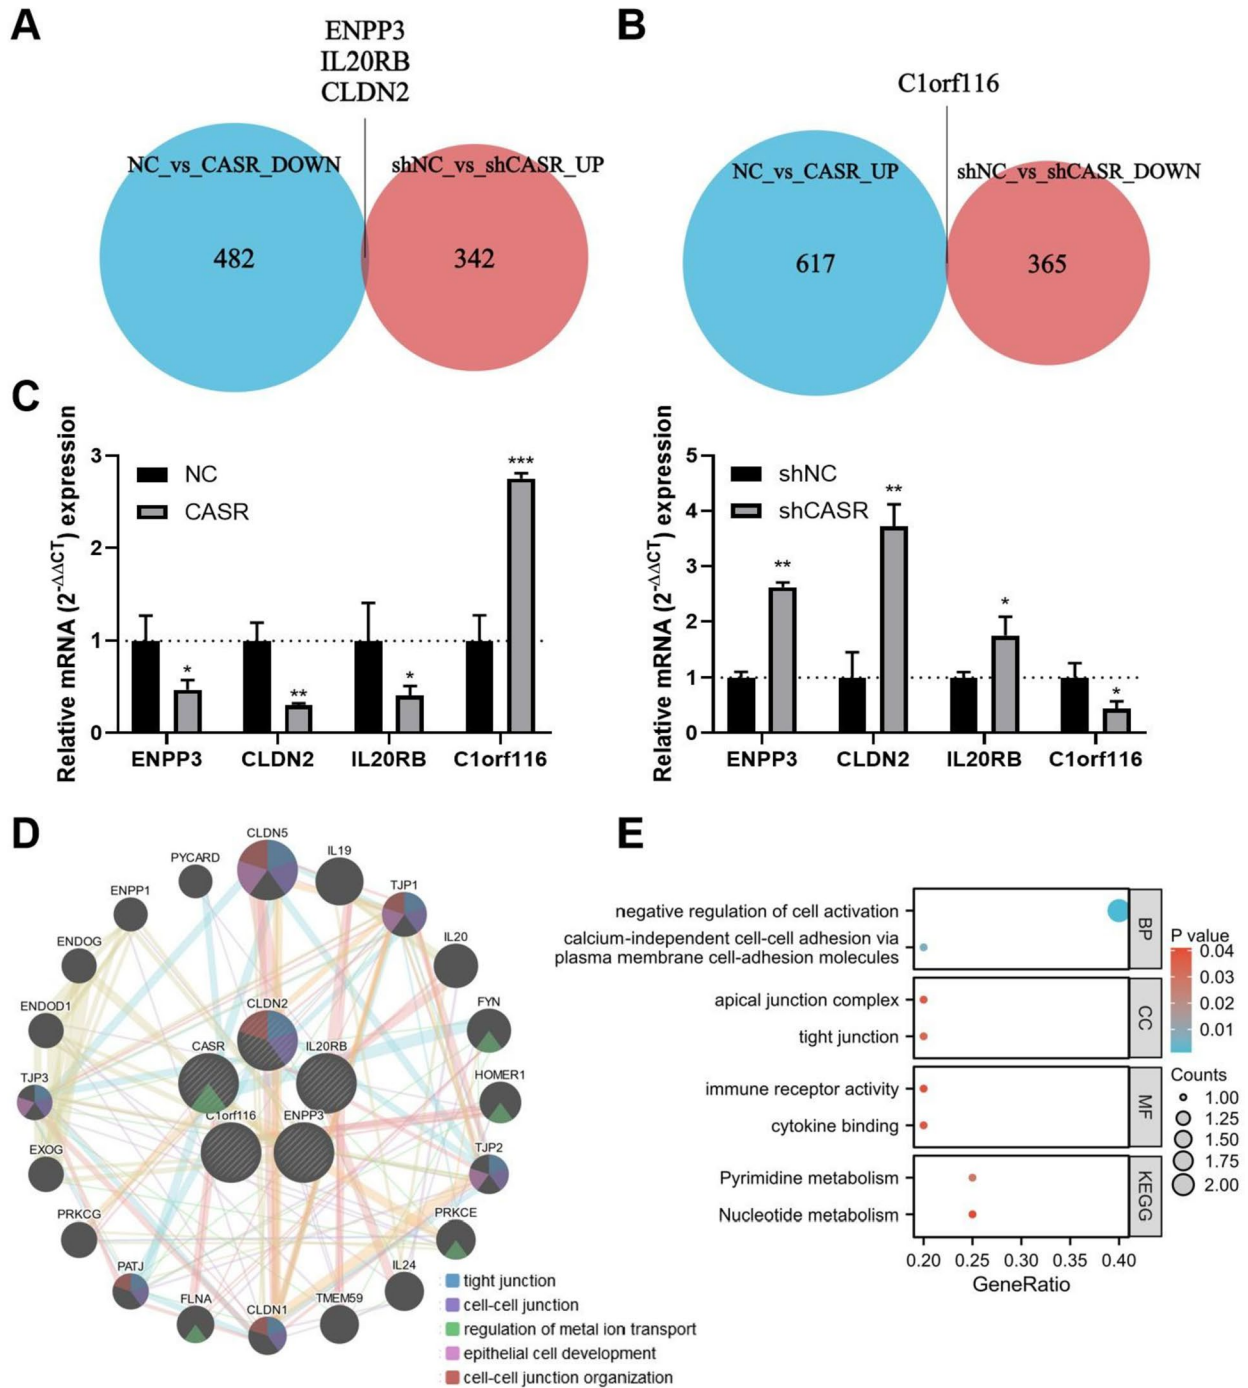 A
ENPP3
IL20RB
CLDN2
NC_vs_CASR_DOWN
shNC_vs_shCASR_UP
482
342
B
C1orf116
NC_vs_CASR_UP
shNC_vs_shCASR_DOWN
617
365
C
Relative mRNA (2^-ΔΔCT) expression
3
2
1
0
NC
CASR
*
**
*
***
ENPP3
CLDN2
IL20RB
C1orf116
Relative mRNA (2^-ΔΔCT) expression
5
4
3
2
1
0
shNC
shCASR
**
**
*
*
ENPP3
CLDN2
IL20RB
C1orf116
D
CLDN5
IL19
PYCARD
TJP1
ENPP1
IL20
ENDOG
FYN
ENDOD1
CLDN2
CASR
IL20RB
HOMER1
TJP3
C1orf116
ENPP3
TJP2
EXOG
PRKCG
PRKCE
PATJ
IL24
FLNA
CLDN1
TMEM59
tight junction
cell-cell junction
regulation of metal ion transport
epithelial cell development
cell-cell junction organization
E
negative regulation of cell activation
calcium-independent cell-cell adhesion via
plasma membrane cell-adhesion molecules
BP
apical junction complex
tight junction
CC
immune receptor activity
cytokine binding
MF
Pyrimidine metabolism
Nucleotide metabolism
KEGG
0.20
0.25
0.30
0.35
0.40
GeneRatio
P value
0.04
0.03
0.02
0.01
Counts
1.00
1.25
1.50
1.75
2.00